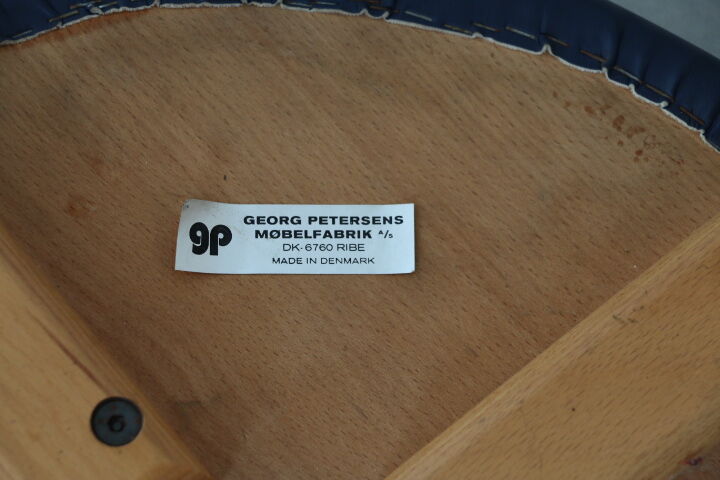 gp
GEORG PETERSENS
MØBELFABRIK A/S
DK-6760 RIBE
MADE IN DENMARK